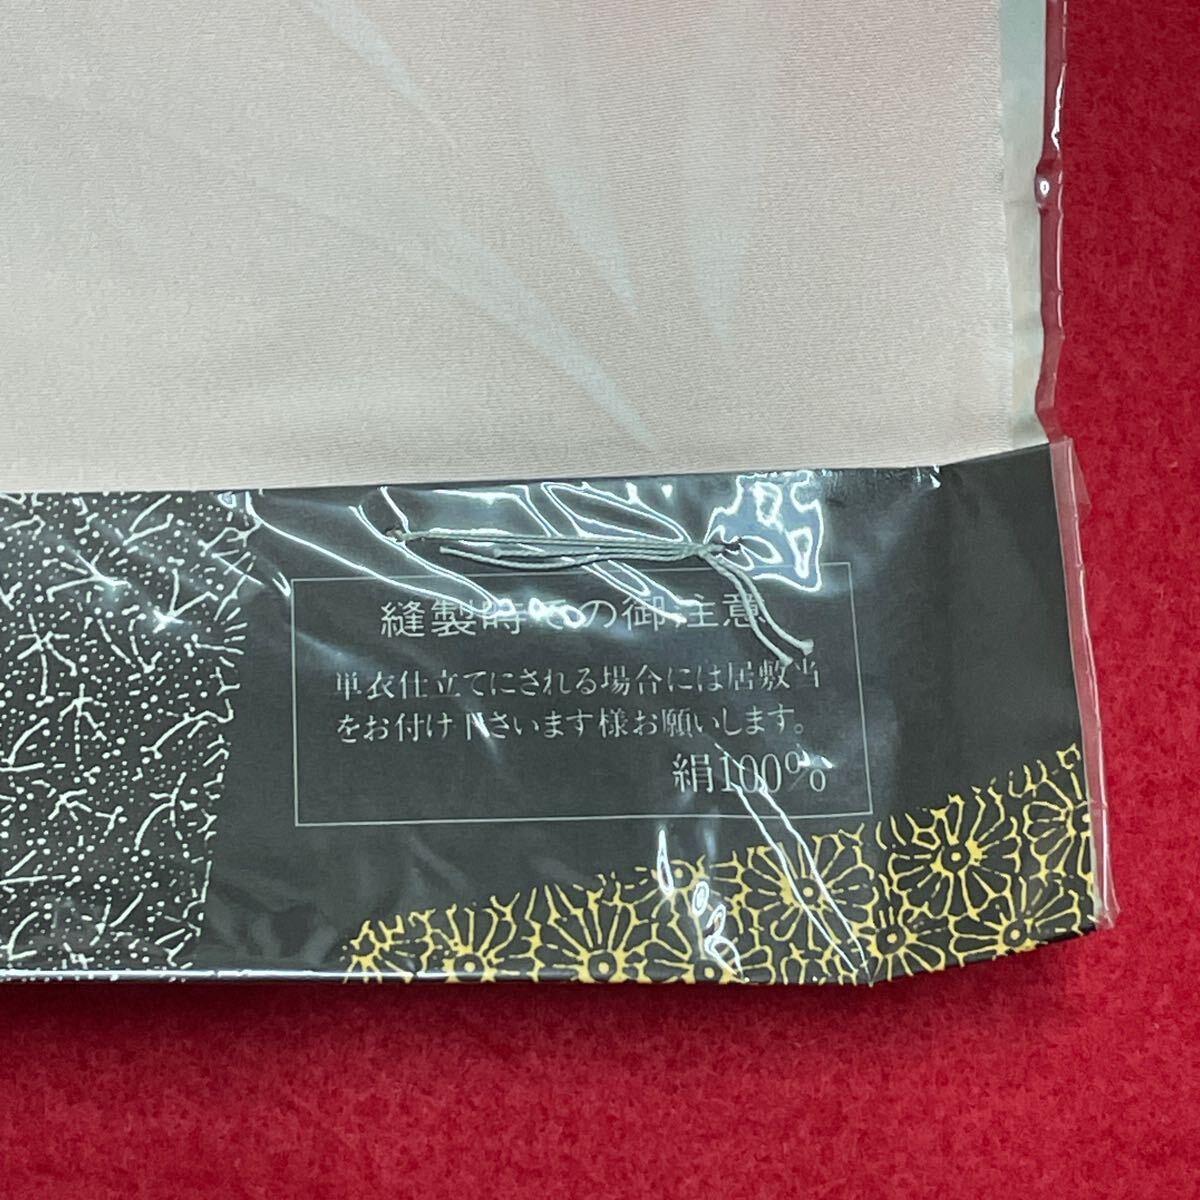 縫製時での御注意
単衣仕立てにされる場合には居敷当
をお付け下さいます様お願いします。
絹100%